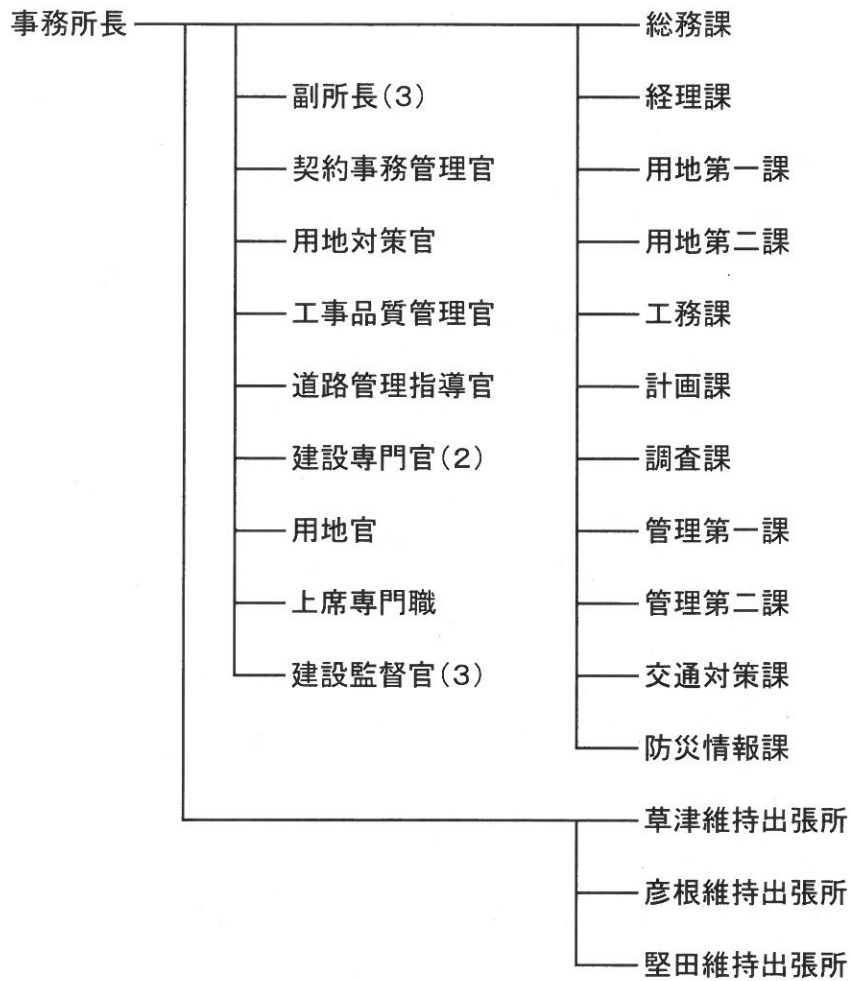 事務所長
総務課
副所長(3)
経理課
契約事務管理官
用地第一課
用地対策官
用地第二課
工事品質管理官
工務課
道路管理指導官
計画課
建設専門官(2)
調査課
用地官
管理第一課
上席専門職
管理第二課
建設監督官(3)
交通対策課
防災情報課
草津維持出張所
彦根維持出張所
堅田維持出張所